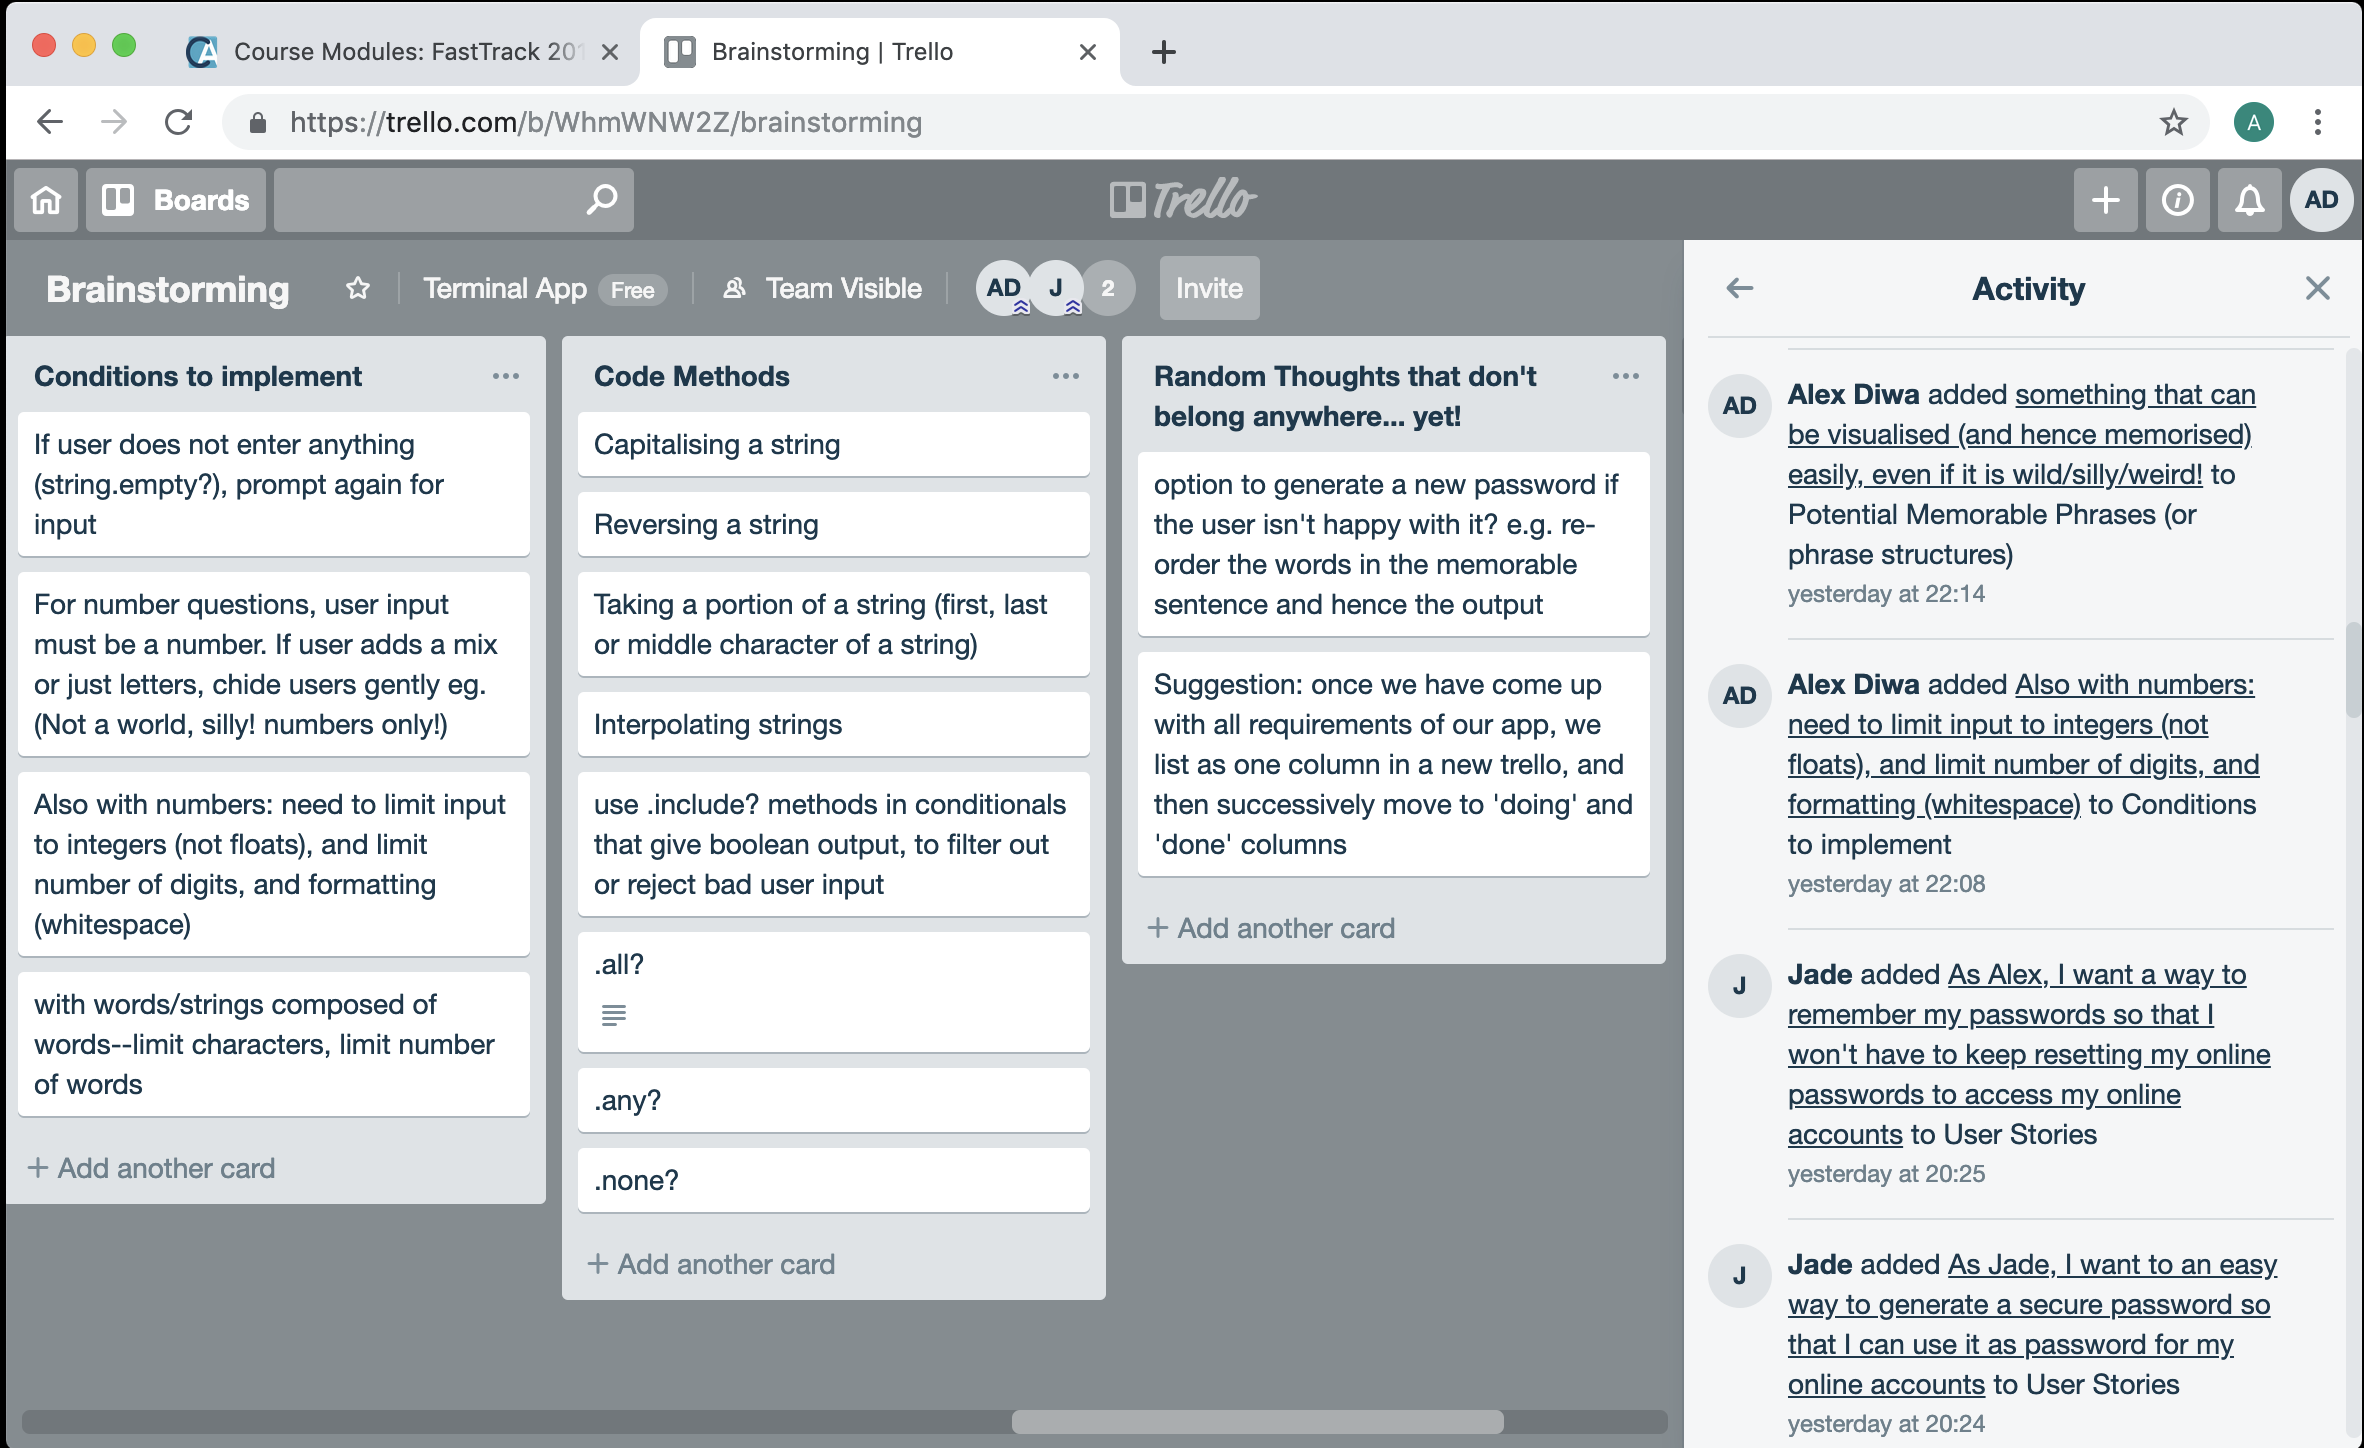 Course Modules: FastTrack 201
Brainstorming | Trello
https://trello.com/b/WhmWNW2Z/brainstorming
A
Boards
Trello
AD
Brainstorming
Terminal App Free
Team Visible
AD J 2
Invite
Conditions to implement
If user does not enter anything
(string.empty?), prompt again for
input
For number questions, user input
must be a number. If user adds a mix
or just letters, chide users gently eg.
(Not a world, silly! numbers only!)
Also with numbers: need to limit input
to integers (not floats), and limit
number of digits, and formatting
(whitespace)
with words/strings composed of
words--limit characters, limit number
of words
+ Add another card
Code Methods
Capitalising a string
Reversing a string
Taking a portion of a string (first, last
or middle character of a string)
Interpolating strings
use .include? methods in conditionals
that give boolean output, to filter out
or reject bad user input
.all?
.any?
.none?
+ Add another card
Random Thoughts that don't
belong anywhere... yet!
option to generate a new password if
the user isn't happy with it? e.g. re-
order the words in the memorable
sentence and hence the output
Suggestion: once we have come up
with all requirements of our app, we
list as one column in a new trello, and
then successively move to 'doing' and
'done' columns
+ Add another card
Activity
AD
Alex Diwa added something that can
be visualised (and hence memorised)
easily, even if it is wild/silly/weird! to
Potential Memorable Phrases (or
phrase structures)
yesterday at 22:14
AD
Alex Diwa added Also with numbers:
need to limit input to integers (not
floats), and limit number of digits, and
formatting (whitespace) to Conditions
to implement
yesterday at 22:08
J
Jade added As Alex, I want a way to
remember my passwords so that I
won't have to keep resetting my online
passwords to access my online
accounts to User Stories
yesterday at 20:25
J
Jade added As Jade, I want to an easy
way to generate a secure password so
that I can use it as password for my
online accounts to User Stories
yesterday at 20:24